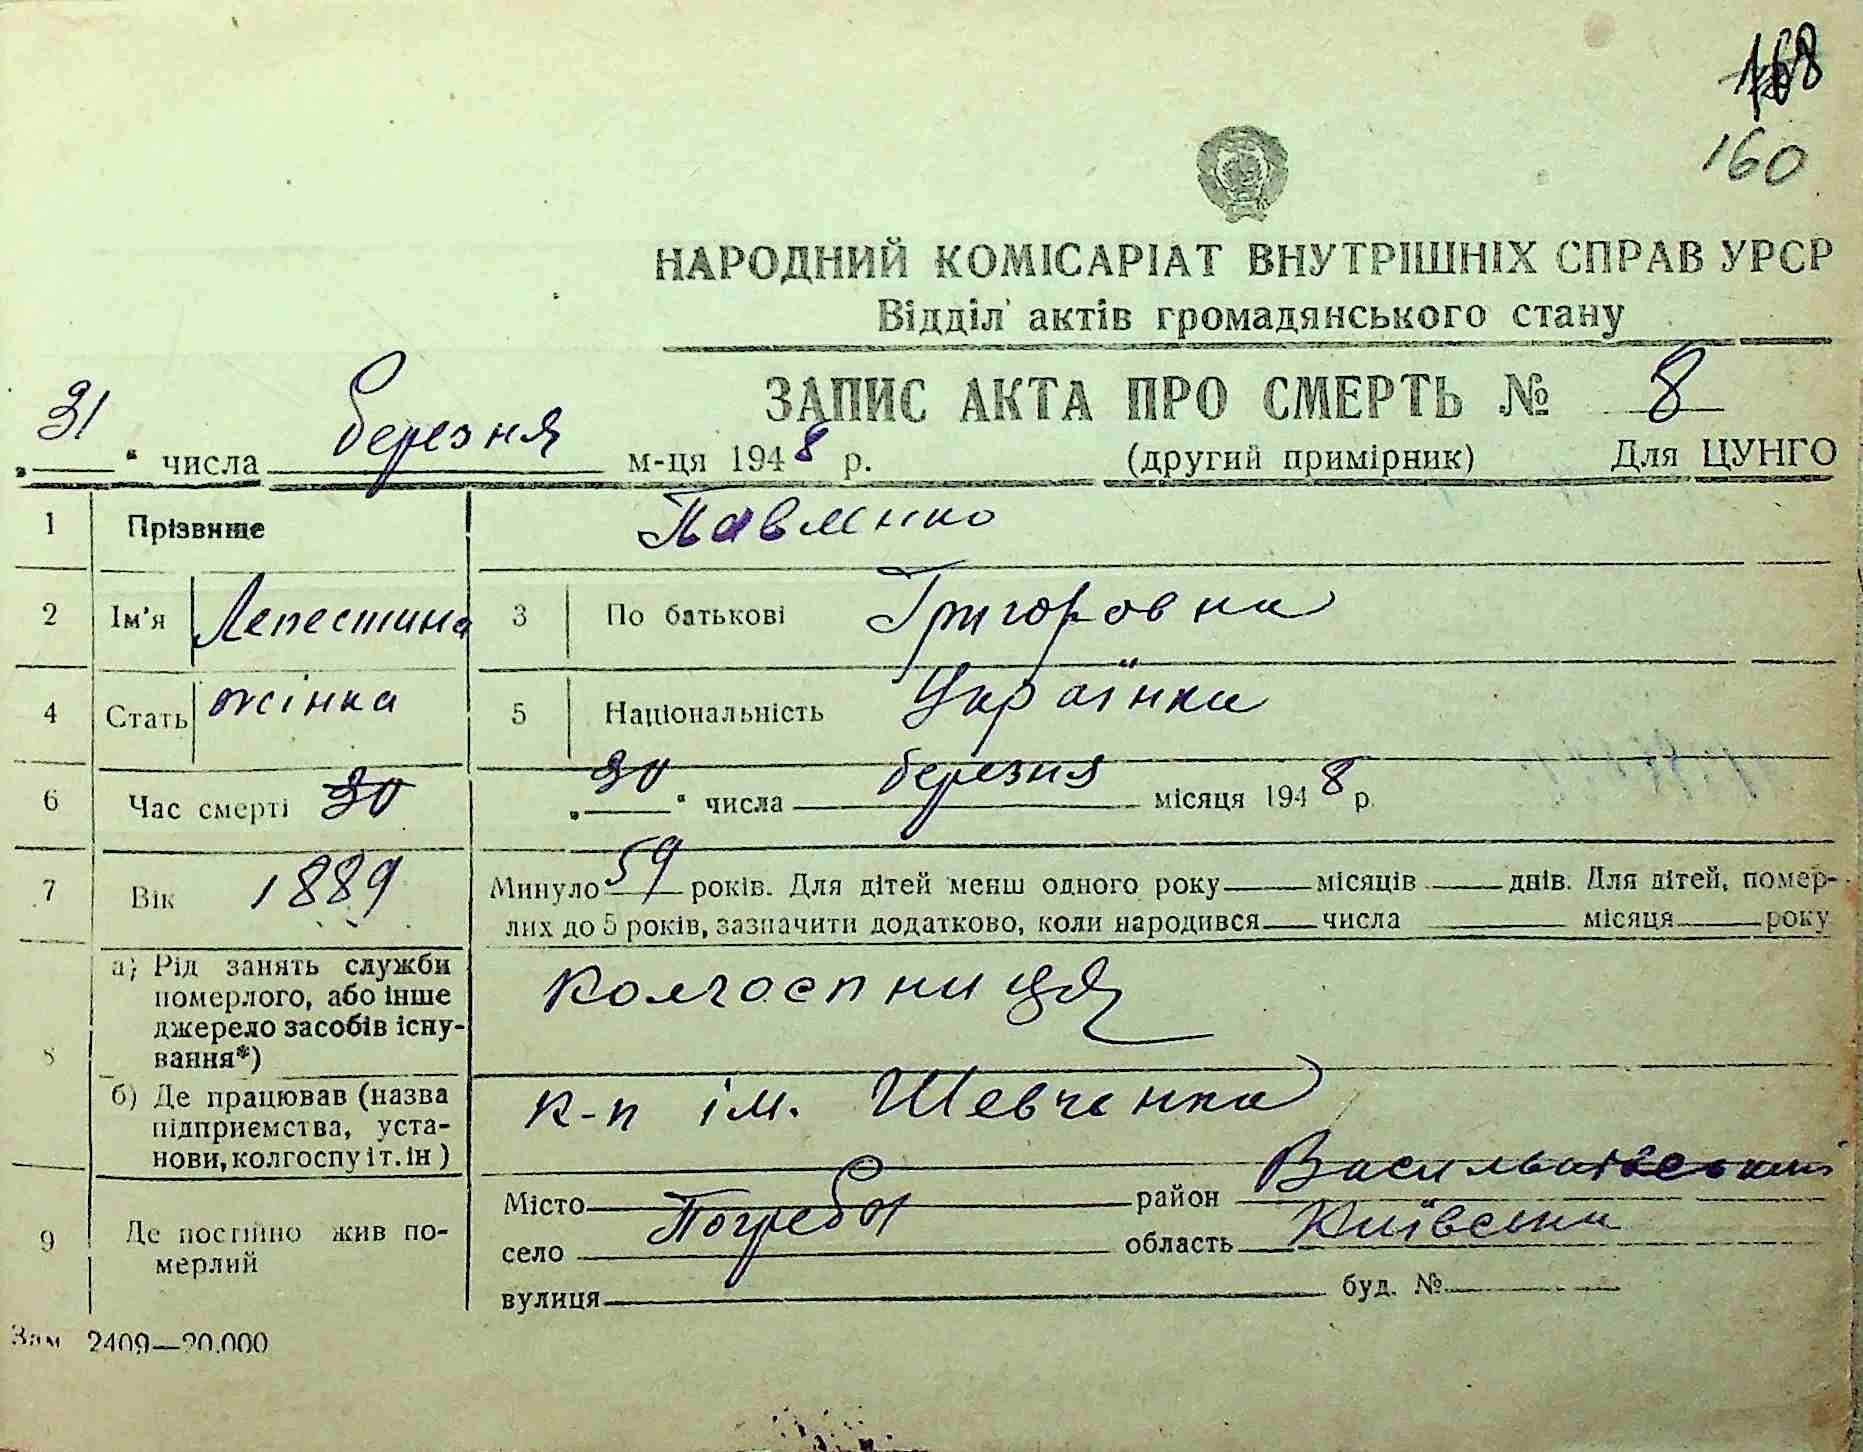 168
160
НАРОДНИЙ КОМІСАРІАТ ВНУТРІШНІХ СПРАВ УРСР
Відділ актів громадянського стану
ЗАПИС АКТА ПРО СМЕРТЬ № 8
„31“ числа березня м-ця 1948 р. (другий примірник) Для ЦУНГО
1 Прізвище Павленко
2 Ім'я Лепестина 3 По батькові Григоровна
4 Стать жінка 5 Національність Українка
6 Час смерті 30 „30“ числа березня місяця 1948 р.
7 Вік 1889 Минуло 59 років. Для дітей менш одного року — місяців — днів. Для дітей, помер-
лих до 5 років, зазначити додатково, коли народився — числа — місяця — року
8 а) Рід занять служби
померлого, або інше
джерело засобів існу-
вання*) Колгоспниця
б) Де працював (назва
підприємства, уста-
нови, колгоспу і т. ін) к-п ім. Шевченка
9 Де постійно жив по-
мерлий
Місто район Васильківський
село Погреби область Київська
вулиця буд. №
Зам 2409—20.000